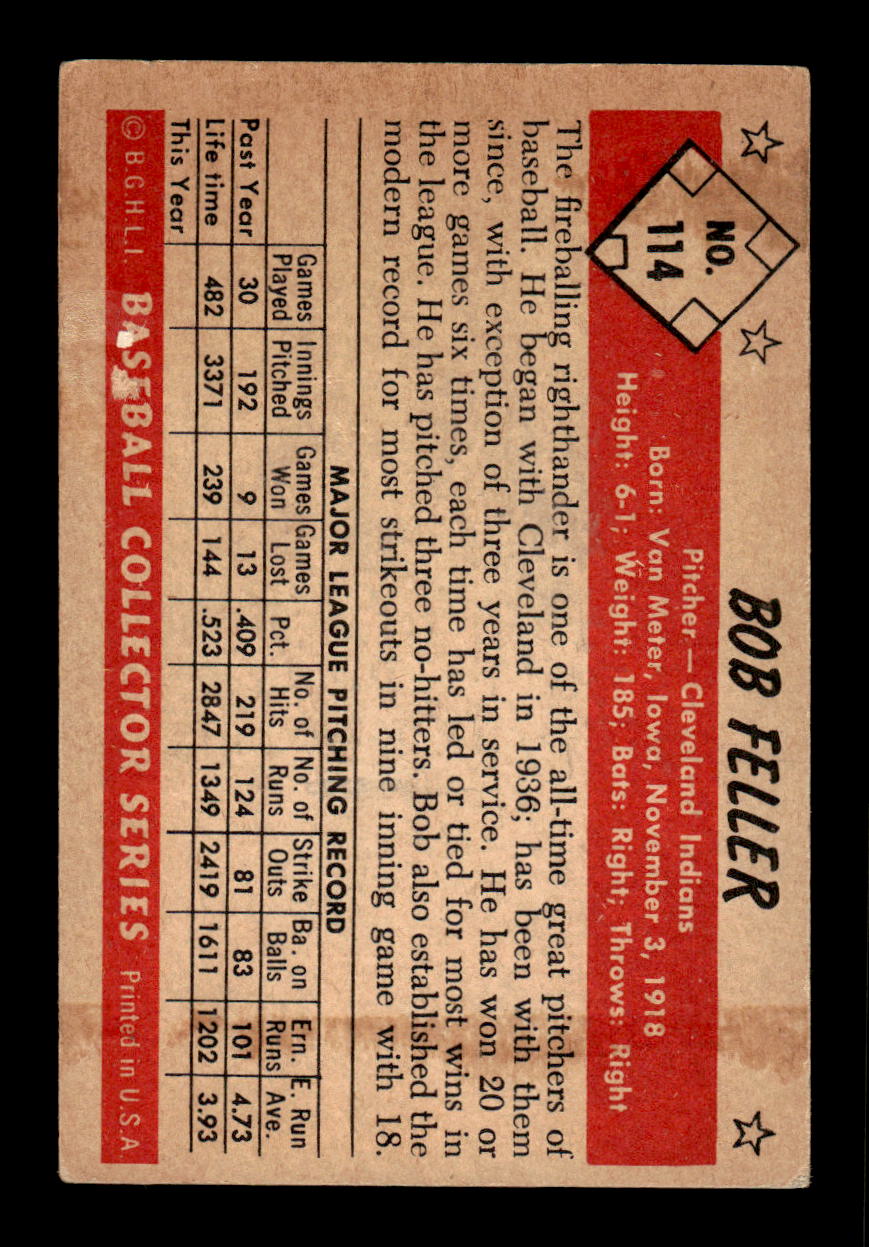 BOB FELLER
NO.
114
Pitcher — Cleveland Indians
Born: Van Meter, Iowa, November 3, 1918
Height: 6-1; Weight: 185; Bats: Right; Throws: Right
The fireballing righthander is one of the all-time great pitchers of
baseball. He began with Cleveland in 1936; has been with them
since, with exception of three years in service. He has won 20 or
more games six times, each time has led or tied for most wins in
the league. He has pitched three no-hitters. Bob also established the
modern record for most strikeouts in nine inning game with 18.
MAJOR LEAGUE PITCHING RECORD
Games Innings Games Games No. of No. of Strike Ba. on Ern. E. Run
Played Pitched Won Lost Pct. Hits Runs Outs Balls Runs Ave.
Past Year 30 192 9 13 .409 219 124 81 83 101 4.73
Life time 482 3371 239 144 .523 2847 1349 2419 1611 1202 3.93
This Year
© B.G.H.L.I. BASEBALL COLLECTOR SERIES Printed in U.S.A